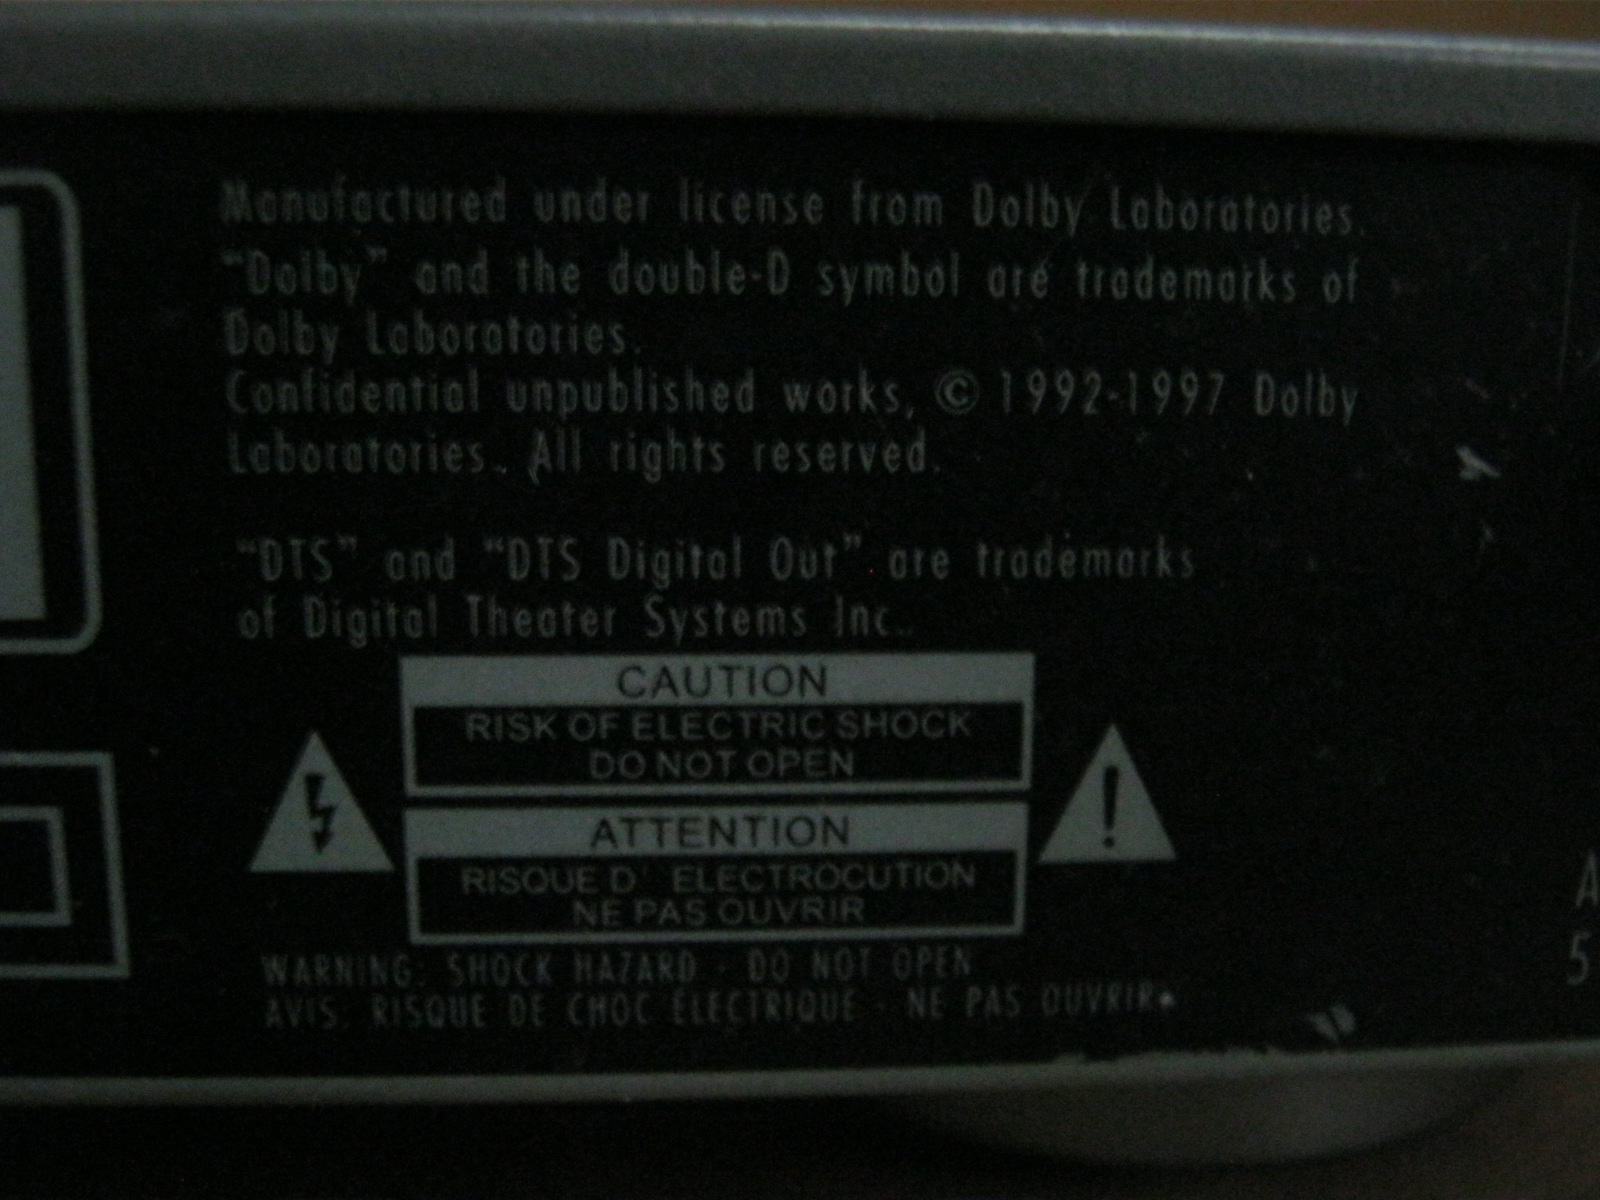 Manufactured under license from Dolby Laboratories.
“Dolby” and the double-D symbol are trademarks of
Dolby Laboratories.
Confidential unpublished works, © 1992-1997 Dolby
Laboratories. All rights reserved.
“DTS” and “DTS Digital Out” are trademarks
of Digital Theater Systems Inc.
CAUTION
RISK OF ELECTRIC SHOCK
DO NOT OPEN
!
ATTENTION
RISQUE D' ELECTROCUTION
NE PAS OUVRIR
WARNING: SHOCK HAZARD - DO NOT OPEN
AVIS: RISQUE DE CHOC ÉLECTRIQUE - NE PAS OUVRIR.
A
5